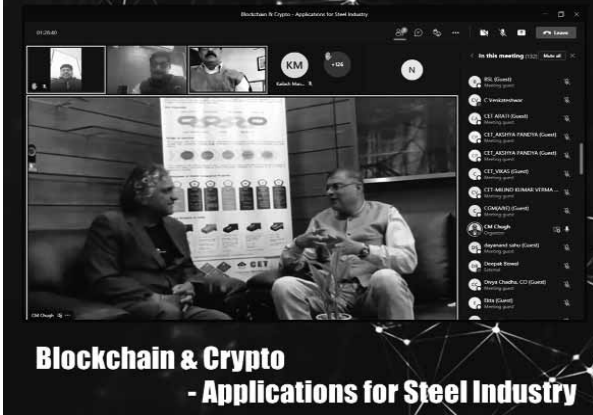 Blockchain & Crypto - Applications for Steel Industry
01:20:40
Leave
KM
Kailash Mau...
+126
N
In this meeting (132)
Mute all
RSL (Guest)
Meeting guest
C Venkateshwar
CET ARATI (Guest)
Meeting guest
CET_AKSHYA PANDYA (Guest)
Meeting guest
CET_AKSHYA PANDYA (Guest)
Meeting guest
CET_VIKAS (Guest)
Meeting guest
CET-MILIND KUMAR VERMA ...
Meeting guest
CGM(A/EC) (Guest)
Meeting guest
CM Chugh
Organizer
dayanand sahu (Guest)
Meeting guest
Deepak
External
Divya Chadha, CO (Guest)
Meeting guest
Ekta (Guest)
Meeting guest
CET
CM Chugh
Blockchain & Crypto
- Applications for Steel Industry